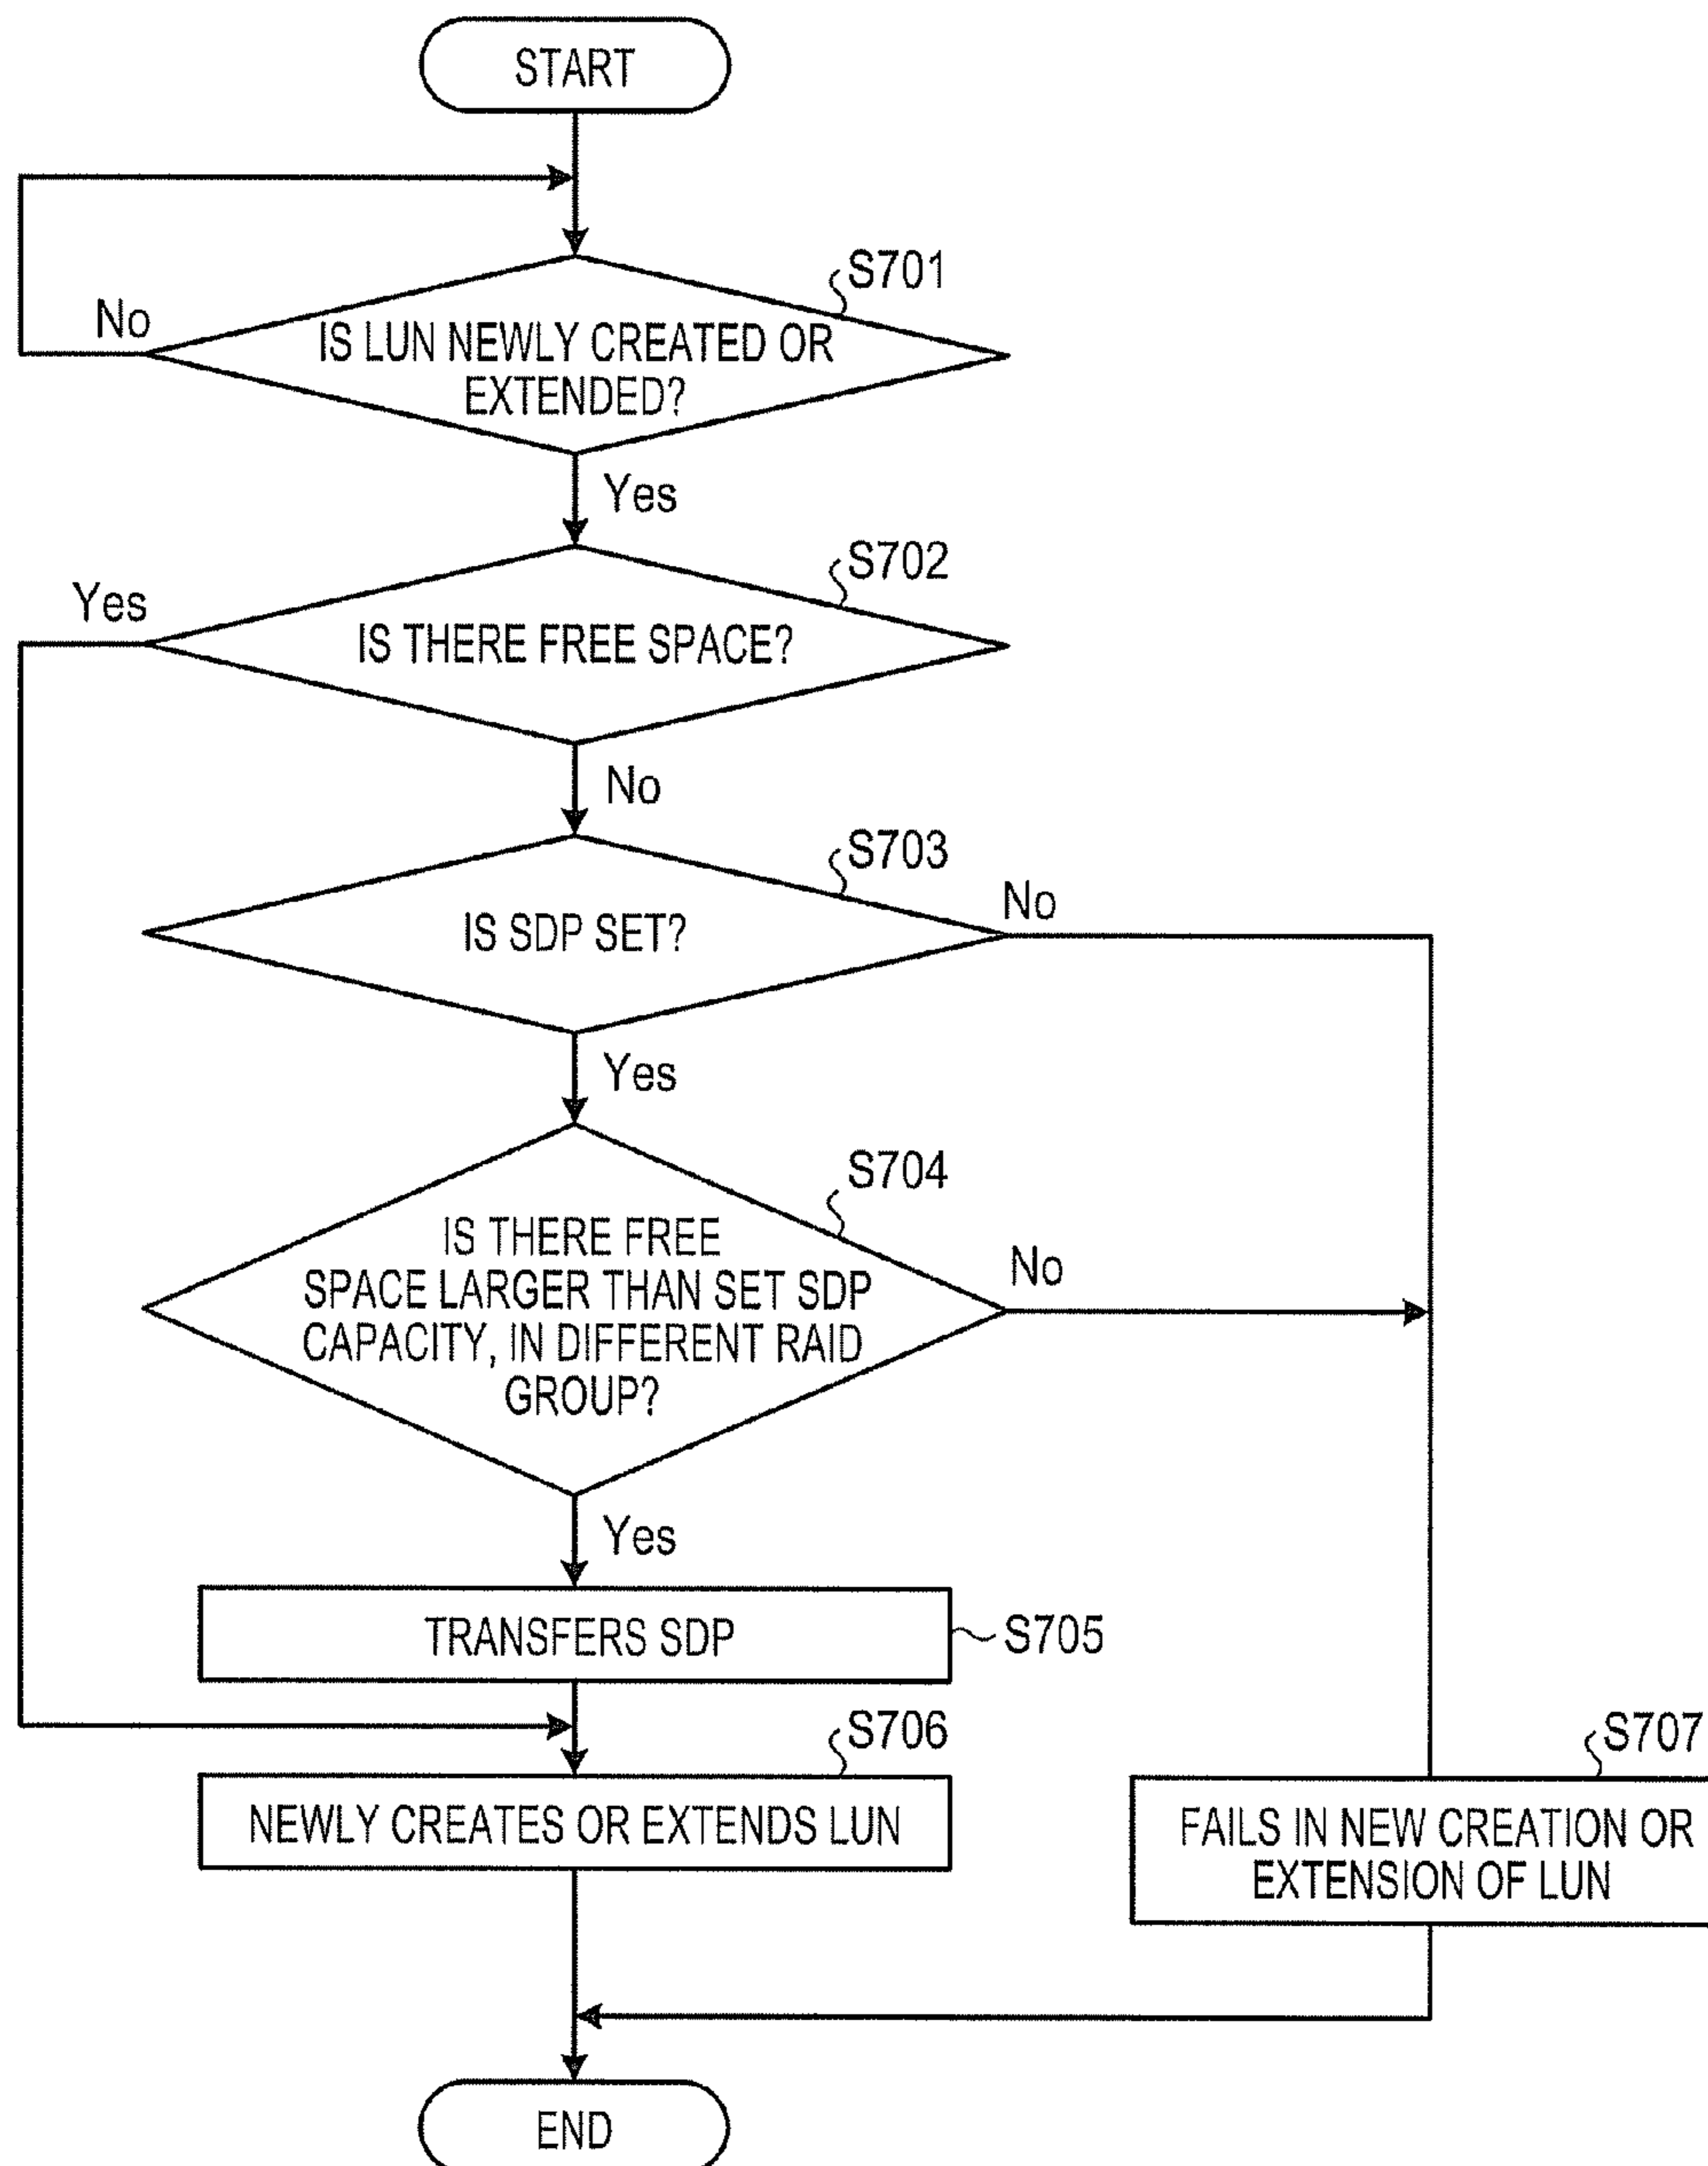 START
S701
No
IS LUN NEWLY CREATED OR
EXTENDED?
Yes
S702
Yes
IS THERE FREE SPACE?
No
S703
No
IS SDP SET?
Yes
S704
IS THERE FREE
SPACE LARGER THAN SET SDP
CAPACITY, IN DIFFERENT RAID
GROUP?
No
Yes
TRANSFERS SDP
S705
S706
NEWLY CREATES OR EXTENDS LUN
S707
FAILS IN NEW CREATION OR
EXTENSION OF LUN
END